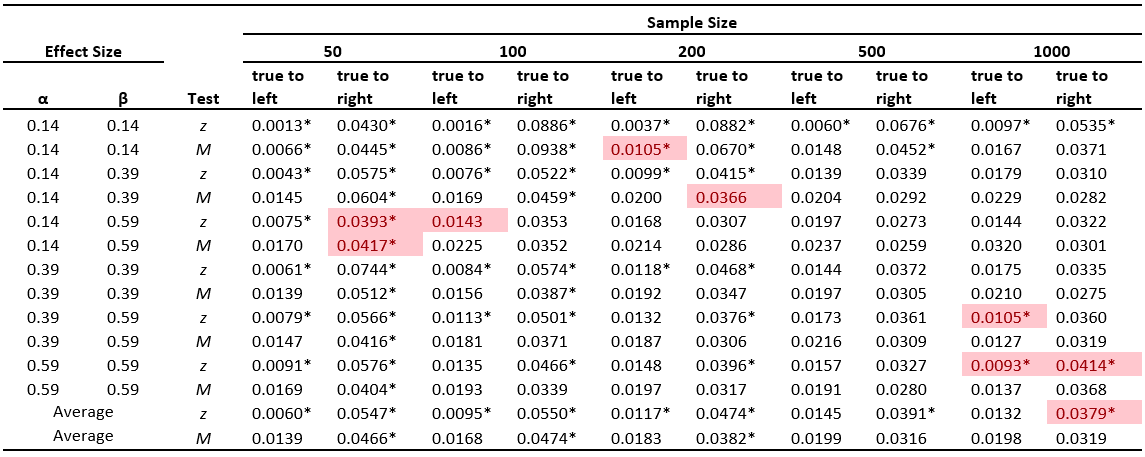 Sample Size
Effect Size 50 100 200 500 1000
true to true to true to true to true to true to true to true to true to true to
α β Test left right left right left right left right left right
0.14 0.14 z 0.0013* 0.0430* 0.0016* 0.0886* 0.0037* 0.0882* 0.0060* 0.0676* 0.0097* 0.0535*
0.14 0.14 M 0.0066* 0.0445* 0.0086* 0.0938* 0.0105* 0.0670* 0.0148 0.0452* 0.0167 0.0371
0.14 0.39 z 0.0043* 0.0575* 0.0076* 0.0522* 0.0099* 0.0415* 0.0139 0.0339 0.0179 0.0310
0.14 0.39 M 0.0145 0.0604* 0.0169 0.0459* 0.0200 0.0366 0.0204 0.0292 0.0229 0.0282
0.14 0.59 z 0.0075* 0.0393* 0.0143 0.0353 0.0168 0.0307 0.0197 0.0273 0.0144 0.0322
0.14 0.59 M 0.0170 0.0417* 0.0225 0.0352 0.0214 0.0286 0.0237 0.0259 0.0320 0.0301
0.39 0.39 z 0.0061* 0.0744* 0.0084* 0.0574* 0.0118* 0.0468* 0.0144 0.0372 0.0175 0.0335
0.39 0.39 M 0.0139 0.0512* 0.0156 0.0387* 0.0192 0.0347 0.0197 0.0305 0.0210 0.0275
0.39 0.59 z 0.0079* 0.0566* 0.0113* 0.0501* 0.0132 0.0376* 0.0173 0.0361 0.0105* 0.0360
0.39 0.59 M 0.0147 0.0416* 0.0181 0.0371 0.0187 0.0306 0.0216 0.0309 0.0127 0.0319
0.59 0.59 z 0.0091* 0.0576* 0.0135 0.0466* 0.0148 0.0396* 0.0157 0.0327 0.0093* 0.0414*
0.59 0.59 M 0.0169 0.0404* 0.0193 0.0339 0.0197 0.0317 0.0191 0.0280 0.0137 0.0368
Average z 0.0060* 0.0547* 0.0095* 0.0550* 0.0117* 0.0474* 0.0145 0.0391* 0.0132 0.0379*
Average M 0.0139 0.0466* 0.0168 0.0474* 0.0183 0.0382* 0.0199 0.0316 0.0198 0.0319